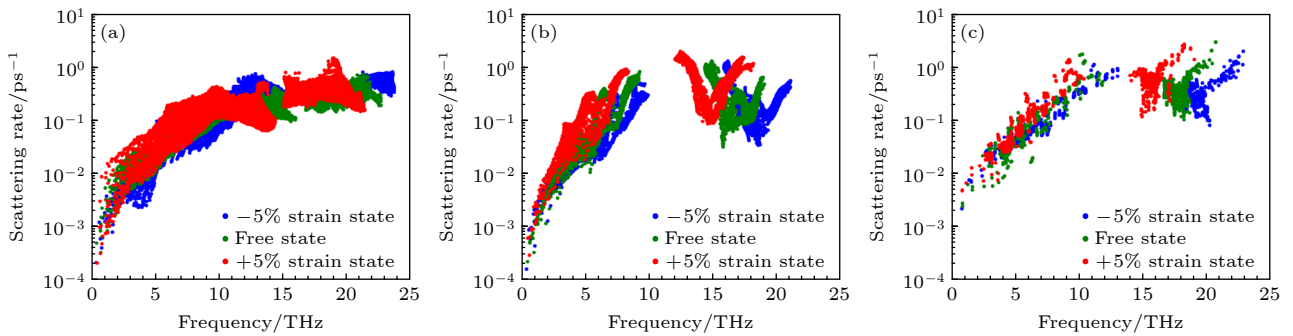 (a)
Scattering rate/ps⁻¹
10¹
10⁰
10⁻¹
10⁻²
10⁻³
10⁻⁴
−5% strain state
Free state
+5% strain state
0 5 10 15 20 25
Frequency/THz
(b)
Scattering rate/ps⁻¹
10¹
10⁰
10⁻¹
10⁻²
10⁻³
10⁻⁴
−5% strain state
Free state
+5% strain state
0 5 10 15 20 25
Frequency/THz
(c)
Scattering rate/ps⁻¹
10¹
10⁰
10⁻¹
10⁻²
10⁻³
10⁻⁴
−5% strain state
Free state
+5% strain state
0 5 10 15 20 25
Frequency/THz